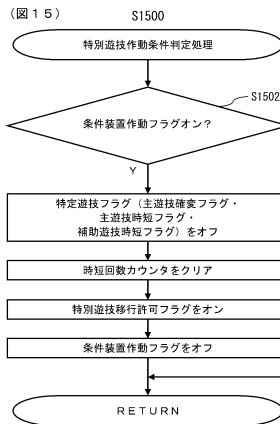 (図15)
S1500
特別遊技作動条件判定処理
S1502
条件装置作動フラグオン？
Y
特定遊技フラグ（主遊技確変フラグ・
主遊技時短フラグ・
補助遊技時短フラグ）をオフ
時短回数カウンタをクリア
特別遊技移行許可フラグをオン
条件装置作動フラグをオフ
RETURN